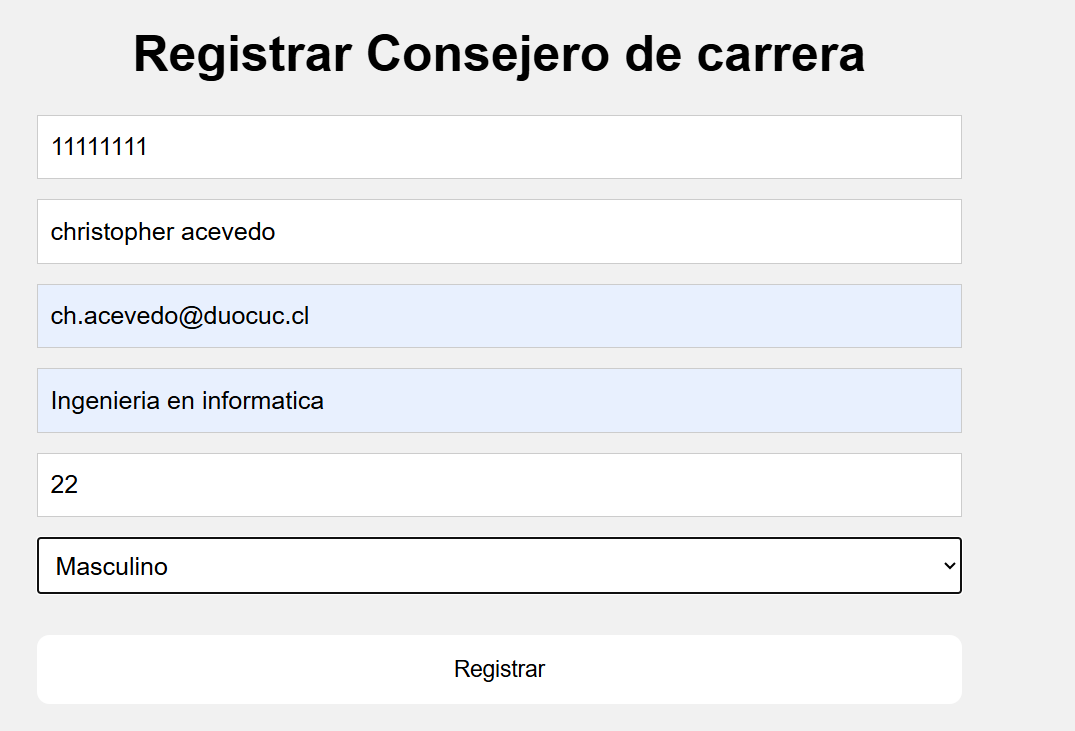 Registrar Consejero de carrera
11111111
christopher acevedo
ch.acevedo@duocuc.cl
Ingenieria en informatica
22
Masculino
Registrar